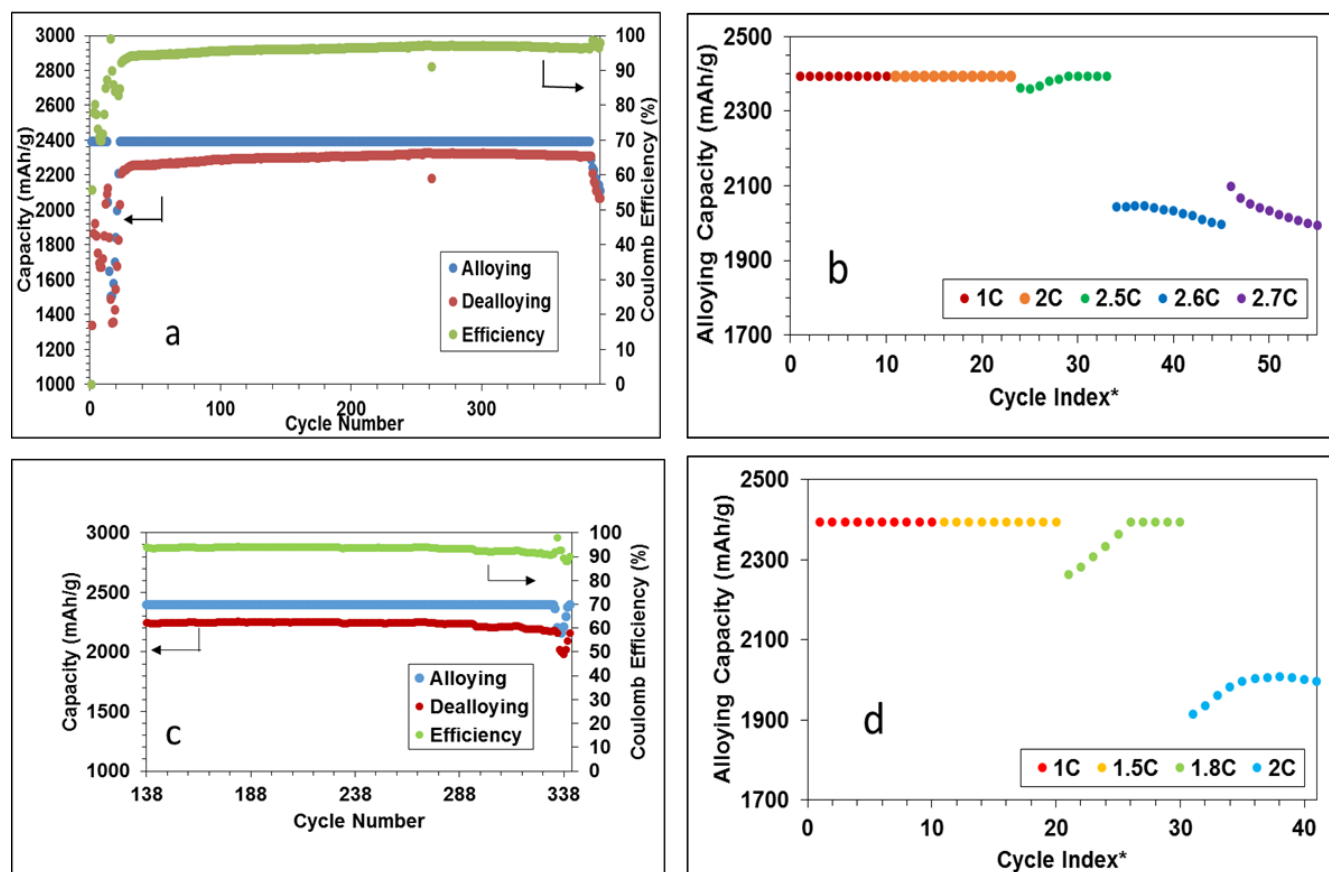 3000
2800
2600
2400
2200
2000
1800
1600
1400
1200
1000
Capacity (mAh/g)
100
90
80
70
60
50
40
30
20
10
0
Coulomb Efficiency (%)
0
100
200
300
Cycle Number
Alloying
Dealloying
Efficiency
a
2500
2300
2100
1900
1700
Alloying Capacity (mAh/g)
0
10
20
30
40
50
Cycle Index*
1C
2C
2.5C
2.6C
2.7C
b
3000
2500
2000
1500
1000
Capacity (mAh/g)
100
90
80
70
60
50
40
30
20
10
0
Coulomb Efficiency (%)
138
188
238
288
338
Cycle Number
Alloying
Dealloying
Efficiency
c
2500
2300
2100
1900
1700
Alloying Capacity (mAh/g)
0
10
20
30
40
Cycle Index*
1C
1.5C
1.8C
2C
d